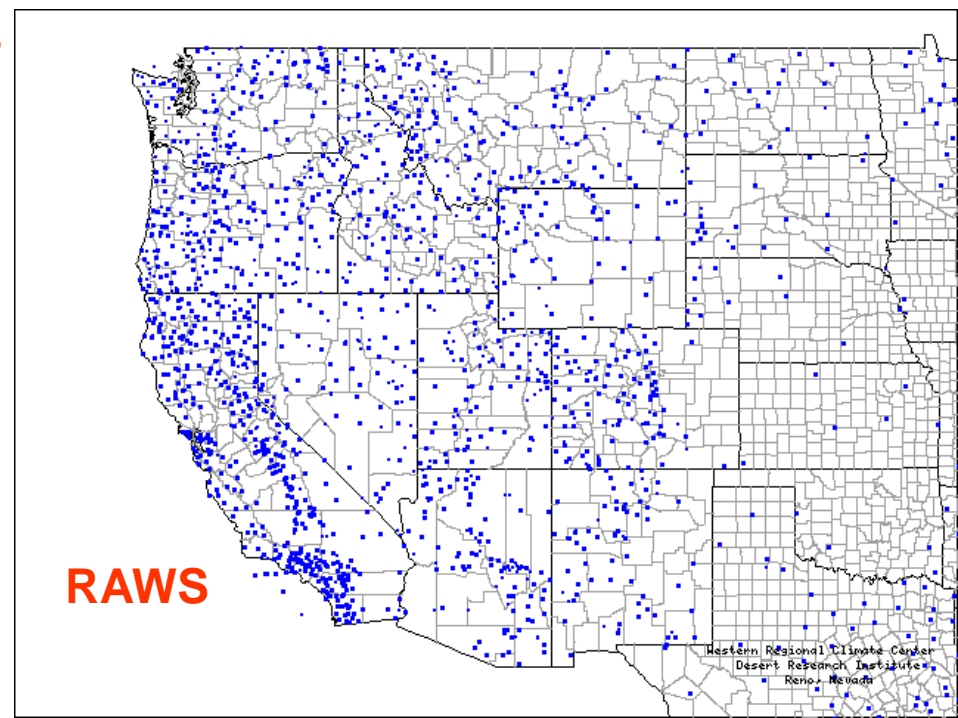 RAWS
Western Regional Climate Center
Desert Research Institute
Reno, Nevada